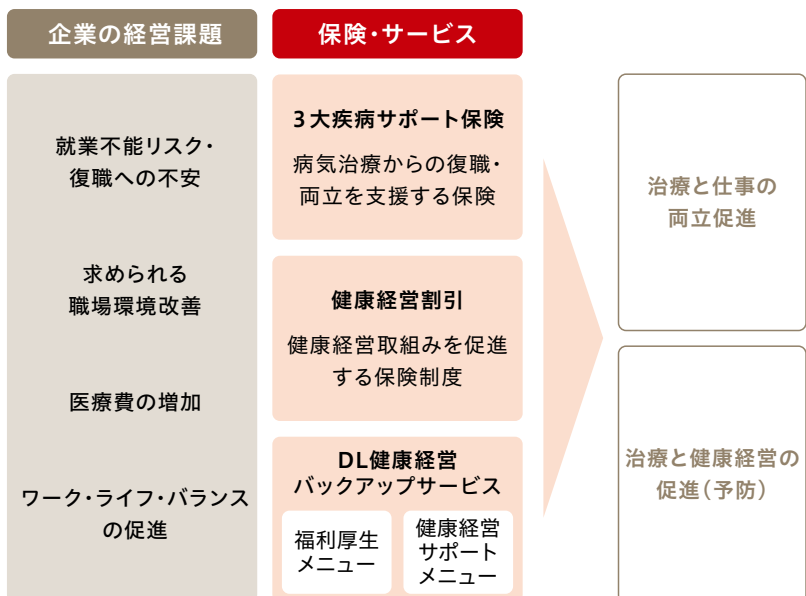 企業の経営課題
保険・サービス
就業不能リスク・
復職への不安
求められる
職場環境改善
医療費の増加
ワーク・ライフ・バランス
の促進
3大疾病サポート保険
病気治療からの復職・
両立を支援する保険
健康経営割引
健康経営取組みを促進
する保険制度
DL健康経営
バックアップサービス
福利厚生
メニュー
健康経営
サポート
メニュー
治療と仕事の
両立促進
治療と健康経営の
促進（予防）